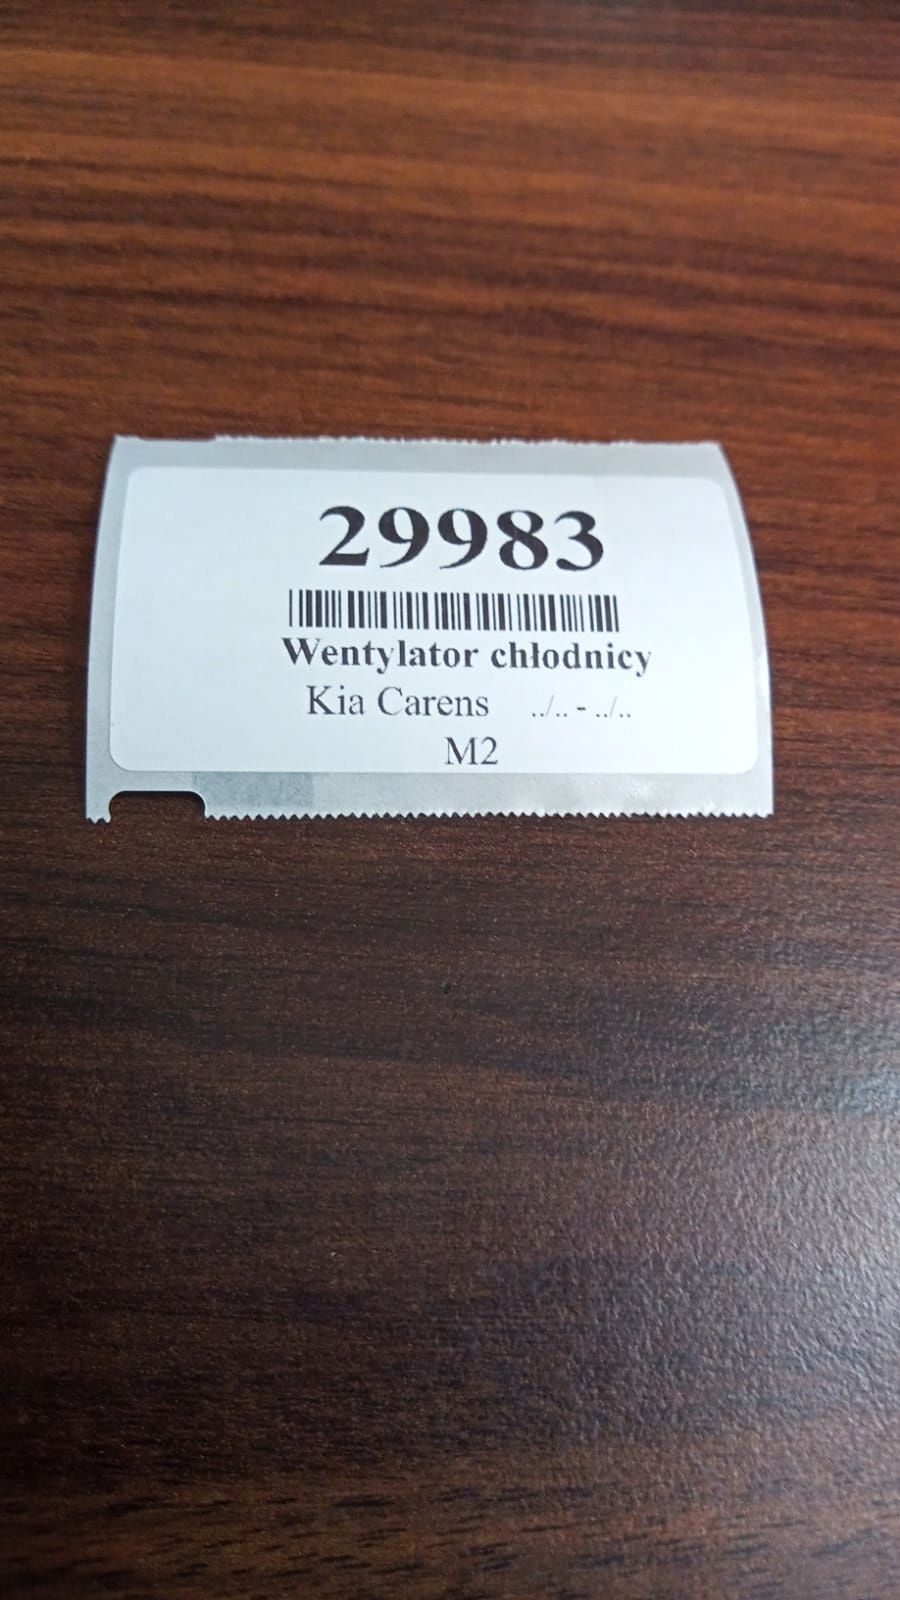 29983
Wentylator chłodnicy
Kia Carens ../.. - ../..
M2